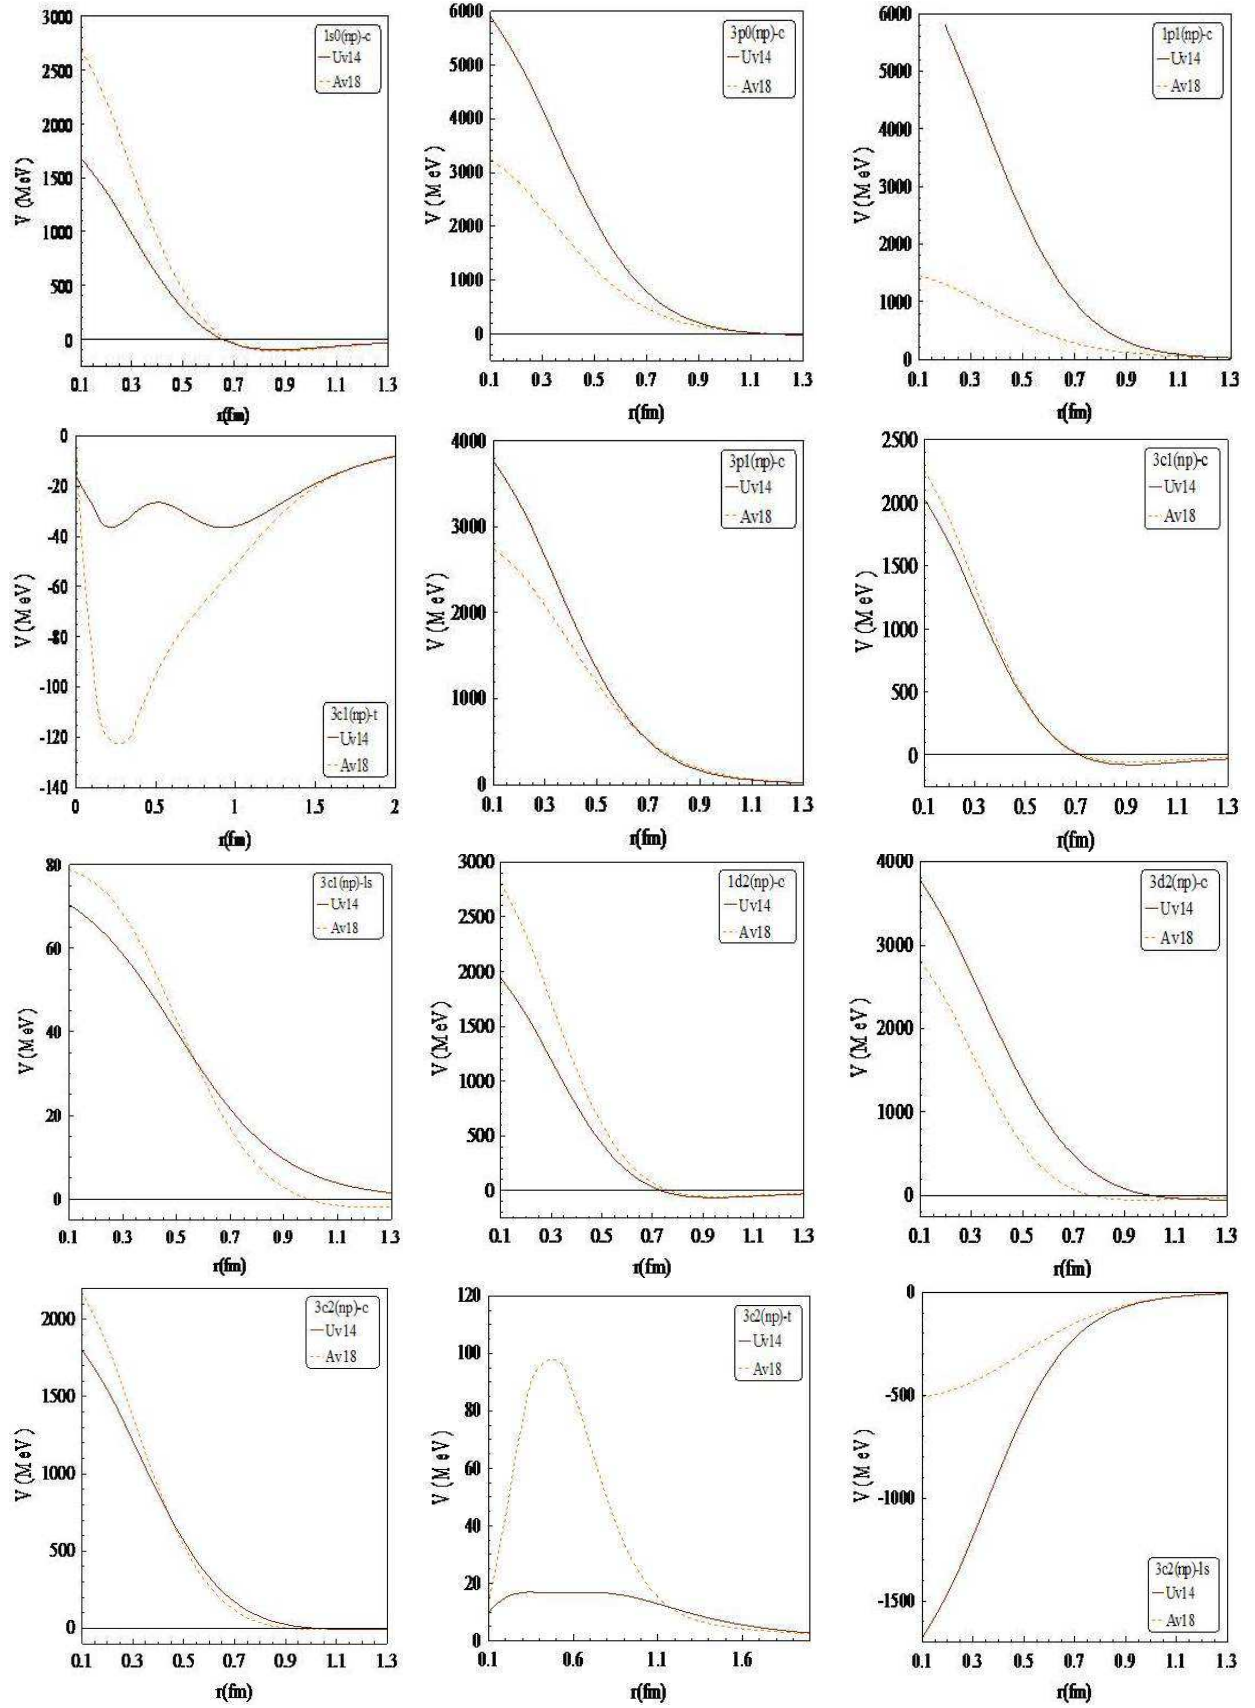 3000
2500
2000
1500
1000
500
0
V (MeV)
1s0(np)-c
Uv14
Av18
0.1 0.3 0.5 0.7 0.9 1.1 1.3
r(fm)
6000
5000
4000
3000
2000
1000
0
V (MeV)
3p0(np)-c
Uv14
Av18
0.1 0.3 0.5 0.7 0.9 1.1 1.3
r(fm)
6000
5000
4000
3000
2000
1000
0
V (MeV)
1p1(np)-c
Uv14
Av18
0.1 0.3 0.5 0.7 0.9 1.1 1.3
r(fm)
0
-20
-40
-60
-80
-100
-120
-140
V (MeV)
3c1(np)-t
Uv14
Av18
0 0.5 1 1.5 2
r(fm)
4000
3000
2000
1000
0
V (MeV)
3p1(np)-c
Uv14
Av18
0.1 0.3 0.5 0.7 0.9 1.1 1.3
r(fm)
2500
2000
1500
1000
500
0
V (MeV)
3c1(np)-c
Uv14
Av18
0.1 0.3 0.5 0.7 0.9 1.1 1.3
r(fm)
80
60
40
20
0
V (MeV)
3c1(np)-ls
Uv14
Av18
0.1 0.3 0.5 0.7 0.9 1.1 1.3
r(fm)
3000
2500
2000
1500
1000
500
0
V (MeV)
1d2(np)-c
Uv14
Av18
0.1 0.3 0.5 0.7 0.9 1.1 1.3
r(fm)
4000
3000
2000
1000
0
V (MeV)
3d2(np)-c
Uv14
Av18
0.1 0.3 0.5 0.7 0.9 1.1 1.3
r(fm)
2000
1500
1000
500
0
V (MeV)
3c2(np)-c
Uv14
Av18
0.1 0.3 0.5 0.7 0.9 1.1 1.3
r(fm)
120
100
80
60
40
20
0
V (MeV)
3c2(np)-t
Uv14
Av18
0.1 0.6 1.1 1.6
r(fm)
0
-500
-1000
-1500
V (MeV)
3c2(np)-ls
Uv14
Av18
0.1 0.3 0.5 0.7 0.9 1.1 1.3
r(fm)